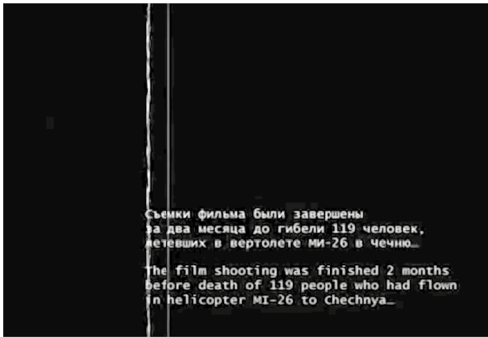 Съемки фильма были завершены
за два месяца до гибели 119 человек,
летевших в вертолете МИ-26 в Чечню…
The film shooting was finished 2 months
before death of 119 people who had flown
in helicopter MI-26 to Chechnya…